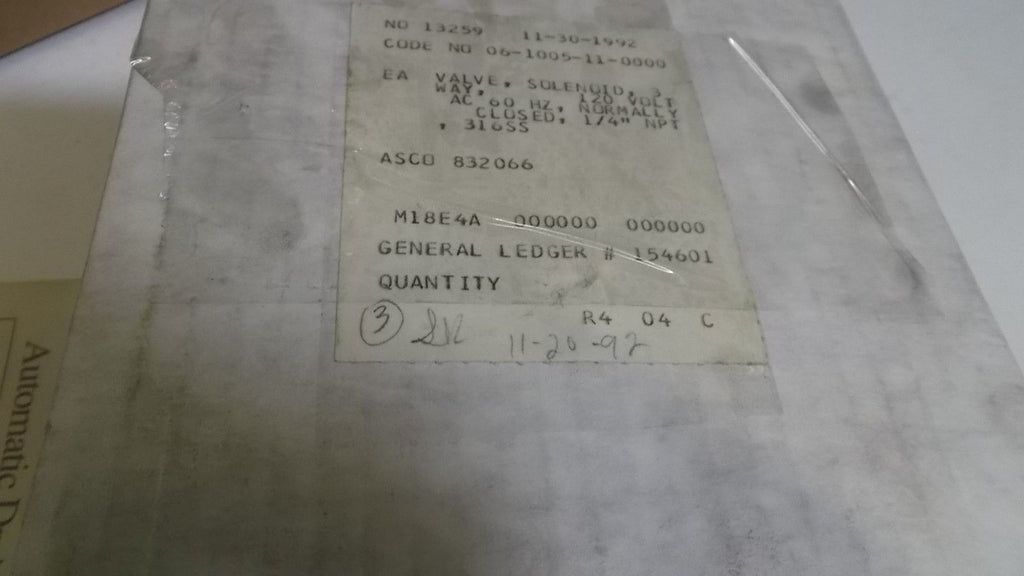 NO 13259 11-30-1992
CODE NO 06-1005-11-0000
EA VALVE, SOLENOID, 3
WAY, 120 VOLT
AC, 60 HZ, NORMALLY
CLOSED, 1/4" NPT
, 316SS
ASCO 832066
M18E4A 000000 000000
GENERAL LEDGER # 154601
QUANTITY
R4 04 C
3
11-20-92
Automatic